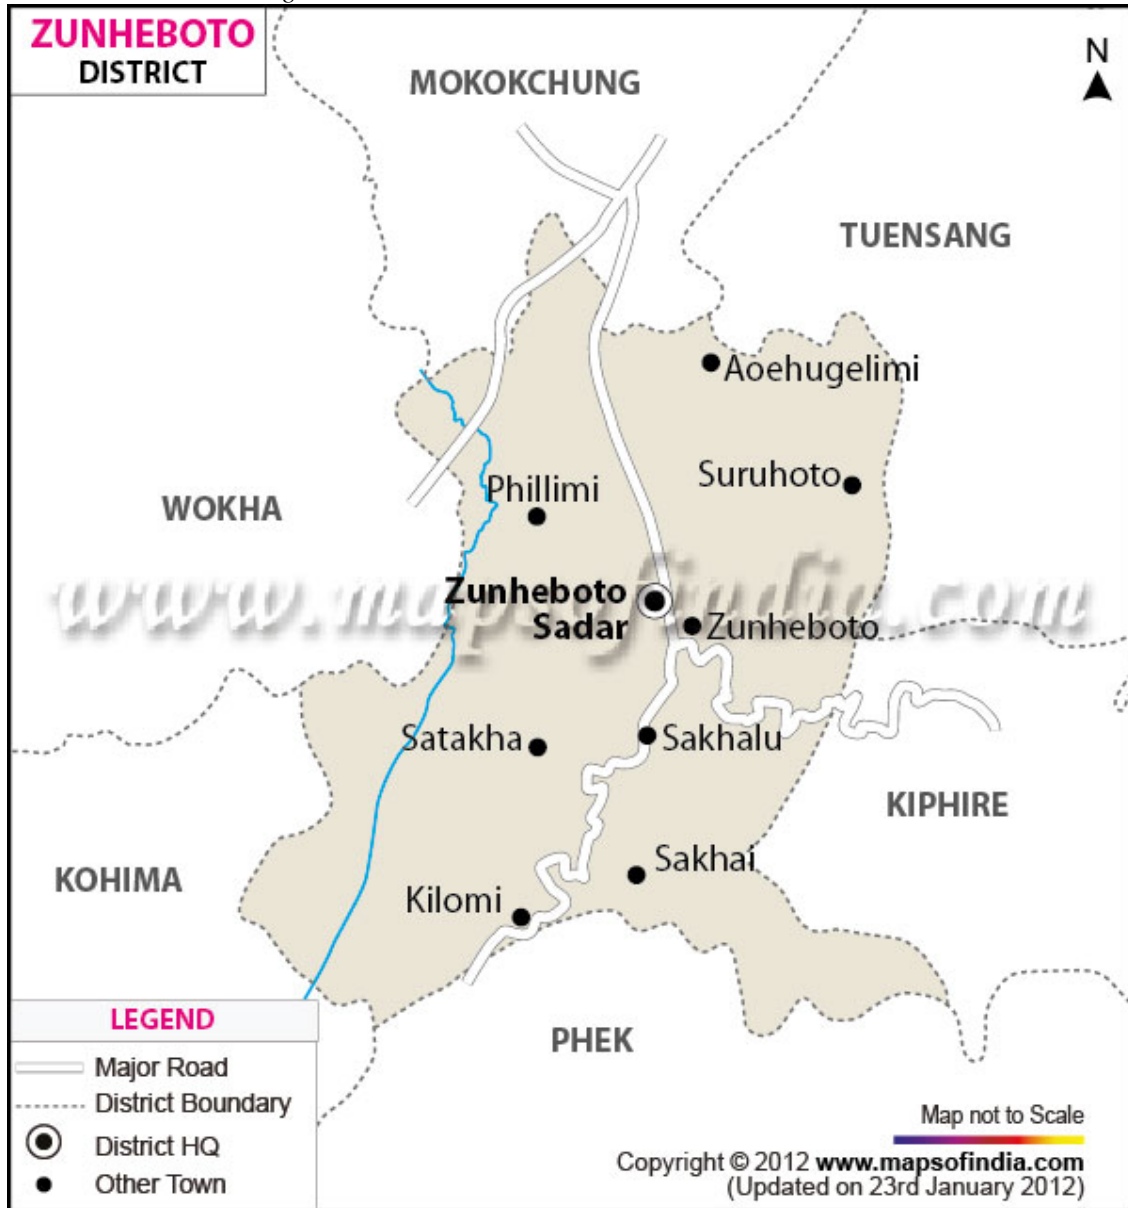 ZUNHEBOTO
DISTRICT
N
MOKOKCHUNG
TUENSANG
Aoehugelimi
Suruhoto
Phillimi
WOKHA
www.mapsofindia.com
Zunheboto
Sadar
Zunheboto
Satakha
Sakhalu
KIPHIRE
KOHIMA
Sakhai
Kilomi
PHEK
LEGEND
Major Road
District Boundary
District HQ
Other Town
Map not to Scale
Copyright © 2012 www.mapsofindia.com
(Updated on 23rd January 2012)